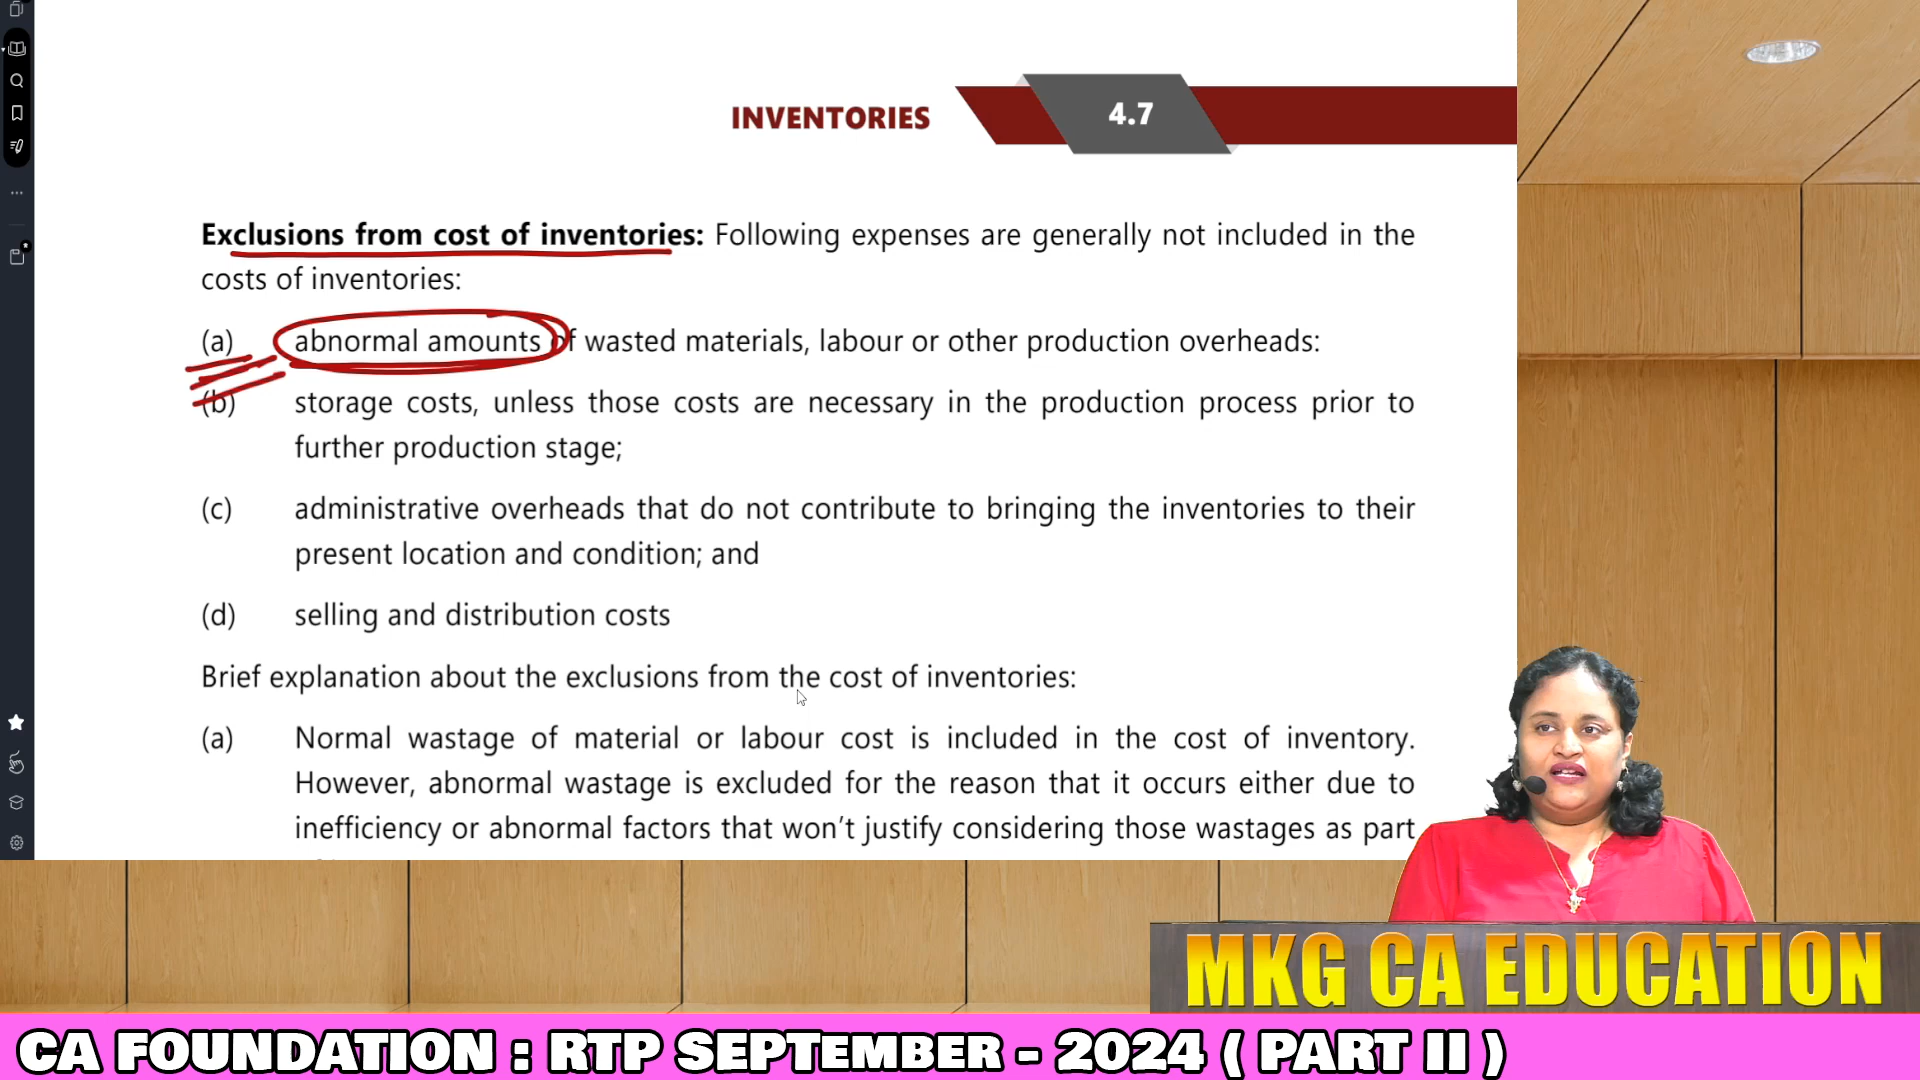 INVENTORIES 4.7
Exclusions from cost of inventories: Following expenses are generally not included in the
costs of inventories:
(a) abnormal amounts of wasted materials, labour or other production overheads:
(b) storage costs, unless those costs are necessary in the production process prior to
further production stage;
(c) administrative overheads that do not contribute to bringing the inventories to their
present location and condition; and
(d) selling and distribution costs
Brief explanation about the exclusions from the cost of inventories:
(a) Normal wastage of material or labour cost is included in the cost of inventory.
However, abnormal wastage is excluded for the reason that it occurs either due to
inefficiency or abnormal factors that won't justify considering those wastages as part
MKG CA EDUCATION
CA FOUNDATION : RTP SEPTEMBER - 2024 ( PART II )